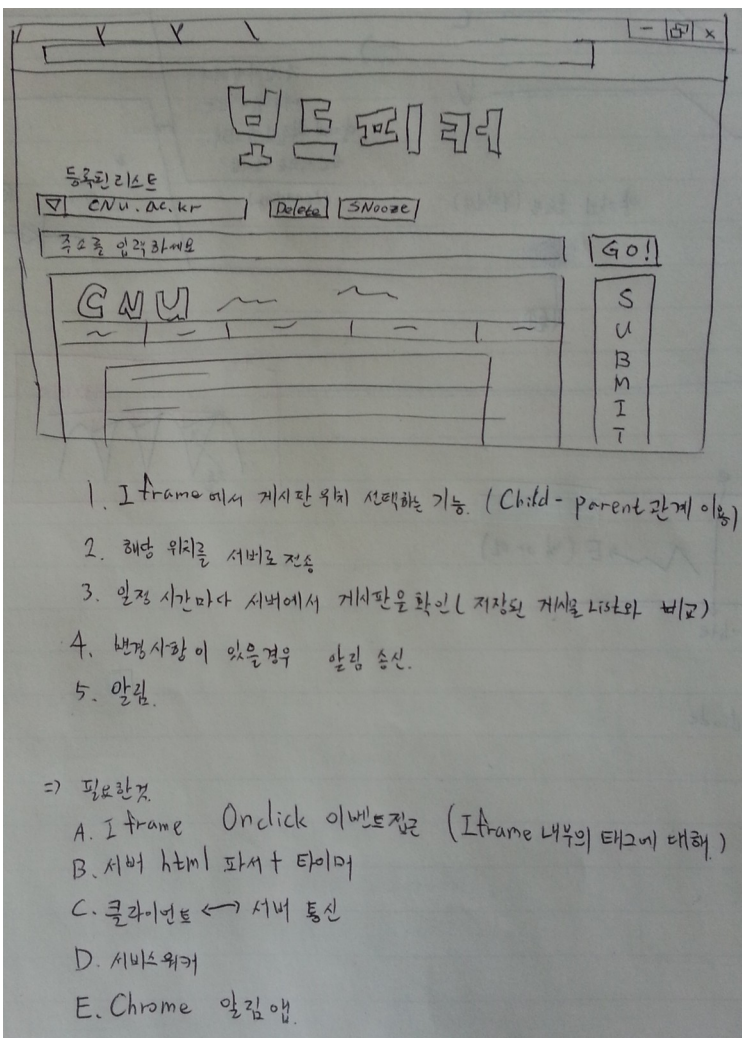 - x
보드피커
등록된 리스트
▽ CNU.ac.kr Delete SNooze
주소를 입력하세요 GO!
CNU
SUBMIT
1. Iframe에서 게시판 위치 선택하는 기능. (Child - parent 관계 이용)
2. 해당 위치를 서버로 전송
3. 일정 시간마다 서버에서 게시판을 확인 (저장된 게시글 List와 비교)
4. 변경사항이 있을경우 알림 송신.
5. 알림.
=> 필요한것.
A. Iframe Onclick 이벤트접근 (Iframe 내부의 태그에 대해.)
B. 서버 html 파서 + 타이머
C. 클라이언트 <-> 서버 통신
D. 서비스워커
E. Chrome 알림 앱.